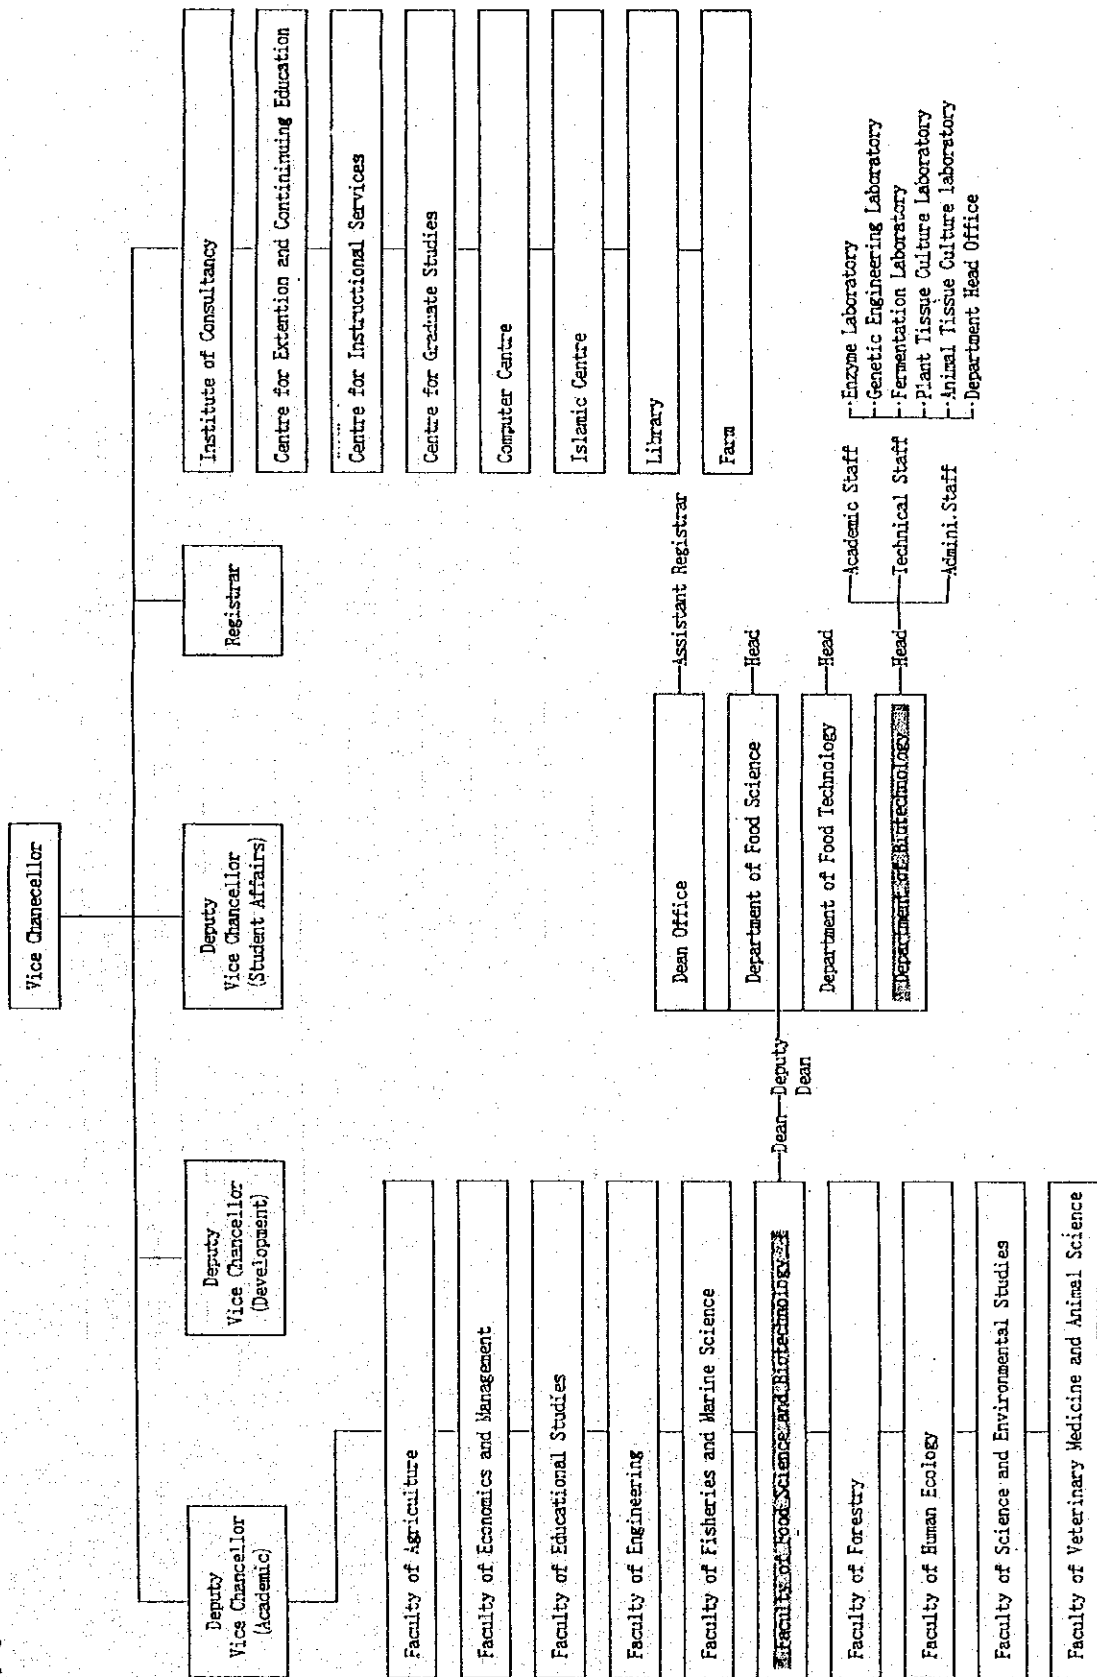 Vice Chanecellor
Deputy
Vice Chancellor
(Academic)
Deputy
Vice Chancellor
(Development)
Deputy
Vice Chancellor
(Student Affairs)
Registrar
Institute of Consultancy
Centre for Extention and Continuing Education
Centre for Instructional Services
Centre for Graduate Studies
Computer Centre
Islamic Centre
Library
Farm
Faculty of Agriculture
Faculty of Economics and Management
Faculty of Educational Studies
Faculty of Engineering
Faculty of Fisheries and Marine Science
Faculty of Food Science and Biotechnology
Faculty of Forestry
Faculty of Human Ecology
Faculty of Science and Environmental Studies
Faculty of Veterinary Medicine and Animal Science
Dean
Deputy
Dean
Dean Office
Assistant Registrar
Department of Food Science
Head
Department of Food Technology
Head
Department of Biotechnology
Head
Academic Staff
Technical Staff
Admini.Staff
Enzyme Laboratory
Genetic Engineering Laboratory
Fermentation Laboratory
Plant Tissue Culture Laboratory
Animal Tissue Culture laboratory
Department Head Office